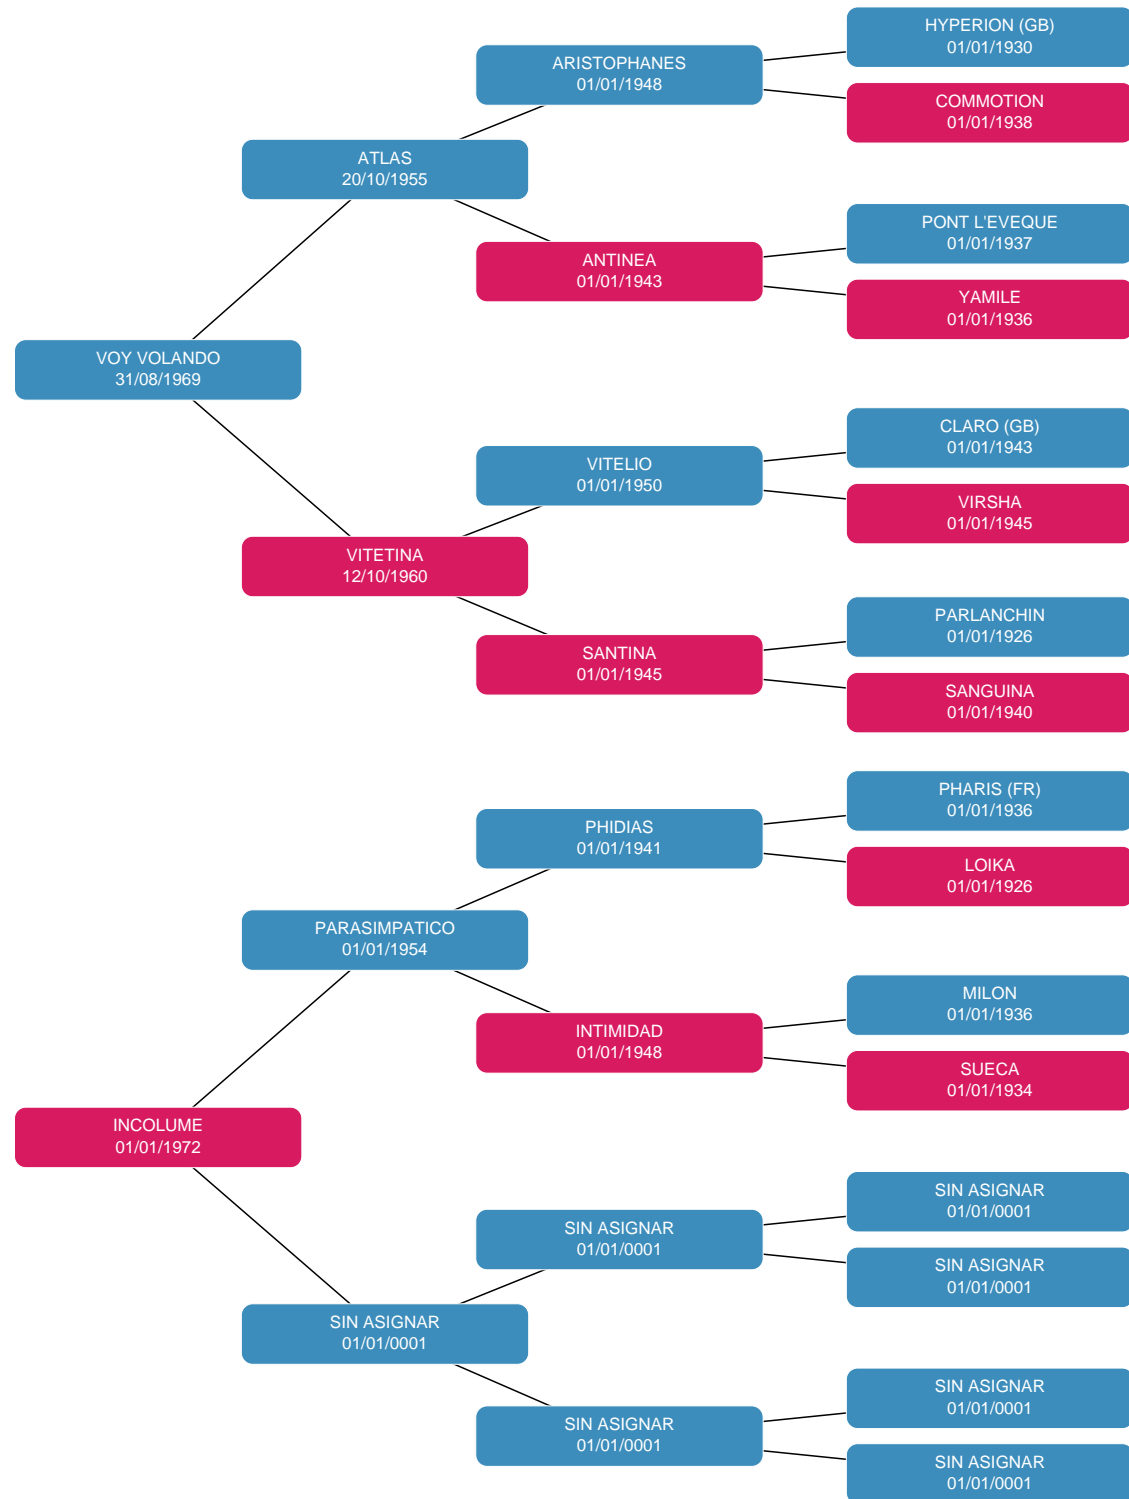 HYPERION (GB)
01/01/1930
ARISTOPHANES
01/01/1948
COMMOTION
01/01/1938
ATLAS
20/10/1955
PONT L'EVEQUE
01/01/1937
ANTINEA
01/01/1943
YAMILE
01/01/1936
VOY VOLANDO
31/08/1969
CLARO (GB)
01/01/1943
VITELIO
01/01/1950
VIRSHA
01/01/1945
VITETINA
12/10/1960
PARLANCHIN
01/01/1926
SANTINA
01/01/1945
SANGUINA
01/01/1940
PHARIS (FR)
01/01/1936
PHIDIAS
01/01/1941
LOIKA
01/01/1926
PARASIMPATICO
01/01/1954
MILON
01/01/1936
INTIMIDAD
01/01/1948
SUECA
01/01/1934
INCOLUME
01/01/1972
SIN ASIGNAR
01/01/0001
SIN ASIGNAR
01/01/0001
SIN ASIGNAR
01/01/0001
SIN ASIGNAR
01/01/0001
SIN ASIGNAR
01/01/0001
SIN ASIGNAR
01/01/0001
SIN ASIGNAR
01/01/0001